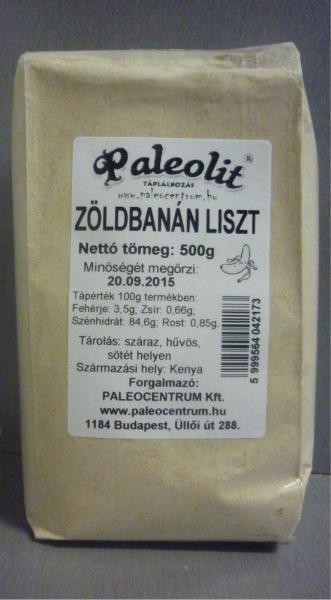 Paleolit®
TÁPLÁLKOZÁS
www.paleocentrum.hu
ZÖLDBANÁN LISZT
Nettó tömeg: 500g
Minőségét megőrzi:
20.09.2015
Tápérték 100g termékben:
Fehérje: 3,5g, Zsír: 0,66g;
Szénhidrát: 84,6g; Rost: 0,85g.
Tárolás: száraz, hűvös,
sötét helyen
Származási hely: Kenya
Forgalmazó:
PALEOCENTRUM Kft.
www.paleocentrum.hu
1184 Budapest, Üllői út 288.
5 999564 042173